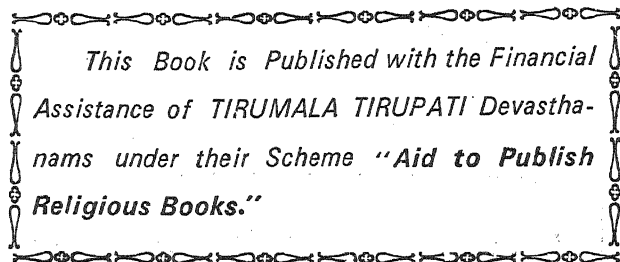 This Book is Published with the Financial
Assistance of TIRUMALA TIRUPATI Devastha-
nams under their Scheme "Aid to Publish
Religious Books."